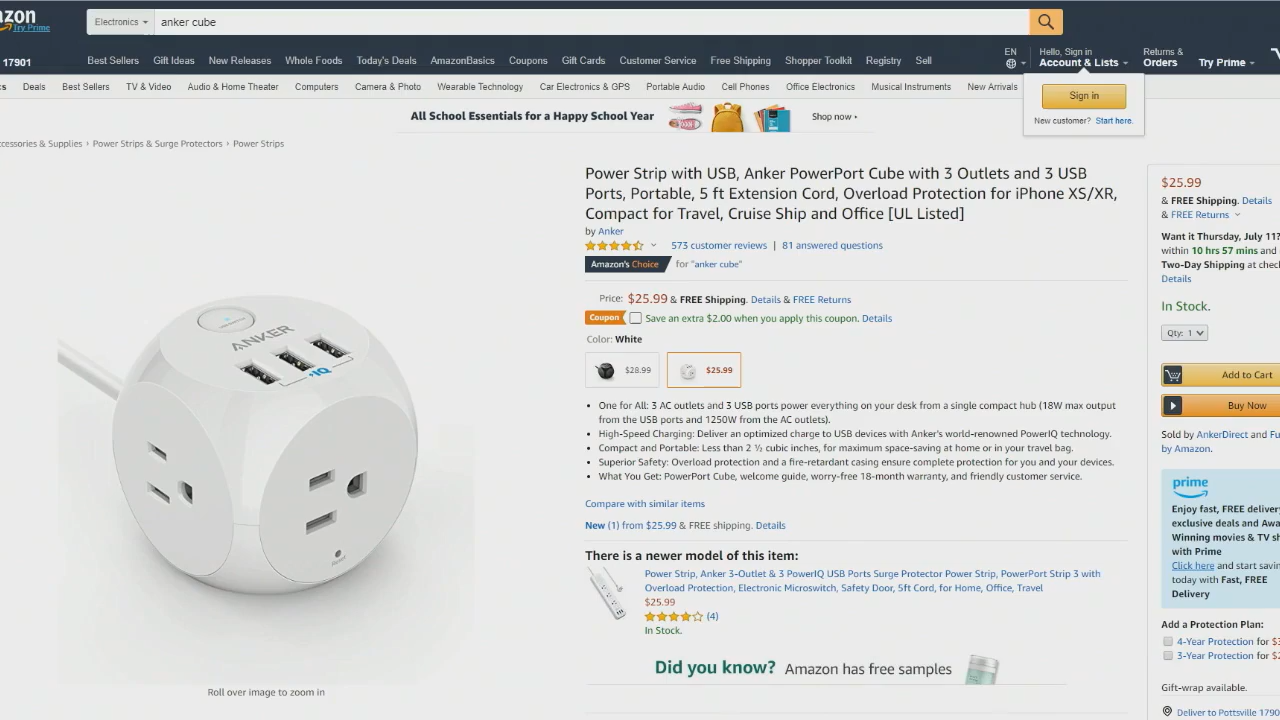 azon
Try Prime
Electronics
anker cube
17901
Best Sellers
Gift Ideas
New Releases
Whole Foods
Today's Deals
AmazonBasics
Coupons
Gift Cards
Customer Service
Free Shipping
Shopper Toolkit
Registry
Sell
EN
Hello, Sign in
Account & Lists
Returns &
Orders
Try Prime
Deals
Best Sellers
TV & Video
Audio & Home Theater
Computers
Camera & Photo
Wearable Technology
Car Electronics & GPS
Portable Audio
Cell Phones
Office Electronics
Musical Instruments
New Arrivals
Sign in
New customer? Start here.
All School Essentials for a Happy School Year
Shop now ›
ccessories & Supplies › Power Strips & Surge Protectors › Power Strips
ANKER
IQ
Roll over image to zoom in
Power Strip with USB, Anker PowerPort Cube with 3 Outlets and 3 USB
Ports, Portable, 5 ft Extension Cord, Overload Protection for iPhone XS/XR,
Compact for Travel, Cruise Ship and Office [UL Listed]
by Anker
573 customer reviews | 81 answered questions
Amazon's Choice for "anker cube"
Price: $25.99 & FREE Shipping. Details & FREE Returns
Coupon Save an extra $2.00 when you apply this coupon. Details
Color: White
$28.99
$25.99
• One for All: 3 AC outlets and 3 USB ports power everything on your desk from a single compact hub (18W max output
from the USB ports and 1250W from the AC outlets).
• High-Speed Charging: Deliver an optimized charge to USB devices with Anker's world-renowned PowerIQ technology.
• Compact and Portable: Less than 2 ½ cubic inches, for maximum space-saving at home or in your travel bag.
• Superior Safety: Overload protection and a fire-retardant casing ensure complete protection for you and your devices.
• What You Get: PowerPort Cube, welcome guide, worry-free 18-month warranty, and friendly customer service.
Compare with similar items
New (1) from $25.99 & FREE shipping. Details
There is a newer model of this item:
Power Strip, Anker 3-Outlet & 3 PowerIQ USB Ports Surge Protector Power Strip, PowerPort Strip 3 with
Overload Protection, Electronic Microswitch, Safety Door, 5ft Cord, for Home, Office, Travel
$25.99
(4)
In Stock.
Did you know? Amazon has free samples
$25.99
& FREE Shipping. Details
& FREE Returns
Want it Thursday, July 11?
within 10 hrs 57 mins and
Two-Day Shipping at chec
Details
In Stock.
Qty: 1
Add to Cart
Buy Now
Sold by AnkerDirect and Fu
by Amazon.
prime
Enjoy fast, FREE delivery
exclusive deals and Awa
Winning movies & TV sh
with Prime
Click here and start savin
today with Fast, FREE
Delivery
Add a Protection Plan:
4-Year Protection for $3
3-Year Protection for $2
Gift-wrap available.
Deliver to Pottsville 1790